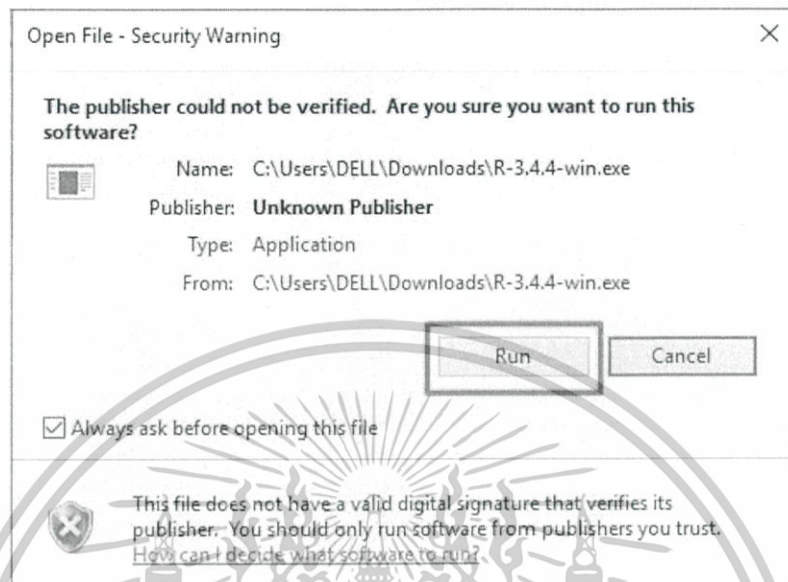 Open File - Security Warning
The publisher could not be verified. Are you sure you want to run this
software?
Name: C:\Users\DELL\Downloads\R-3.4.4-win.exe
Publisher: Unknown Publisher
Type: Application
From: C:\Users\DELL\Downloads\R-3.4.4-win.exe
Run Cancel
Always ask before opening this file
This file does not have a valid digital signature that verifies its
publisher. You should only run software from publishers you trust.
How can I decide what software to run?